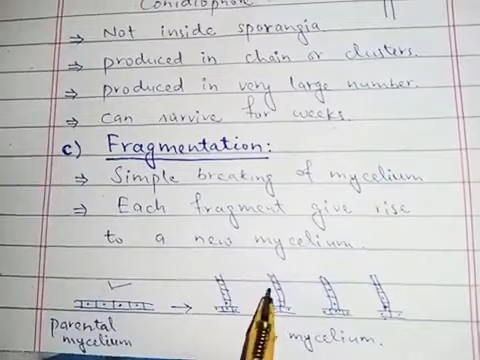 Conidiophore
⇒ Not inside sporangia.
⇒ produced in chain or clusters.
⇒ produced in very large number.
⇒ can survive for weeks.
c) Fragmentation:
⇒ Simple breaking of mycelium
⇒ Each fragment give rise
to a new mycelium.
parental
mycelium
mycelium.